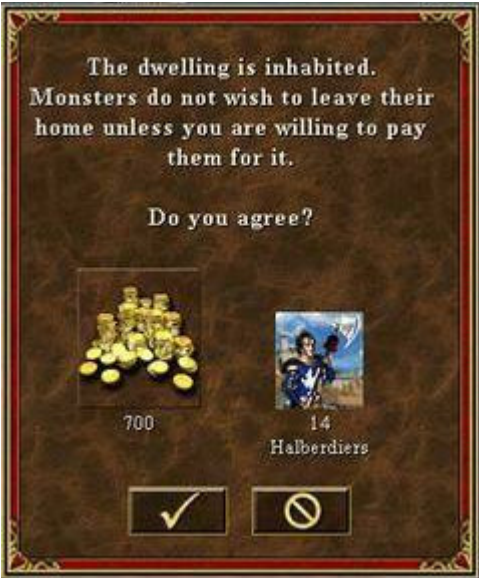 The dwelling is inhabited.
Monsters do not wish to leave their
home unless you are willing to pay
them for it.
Do you agree?
700
14
Halberdiers